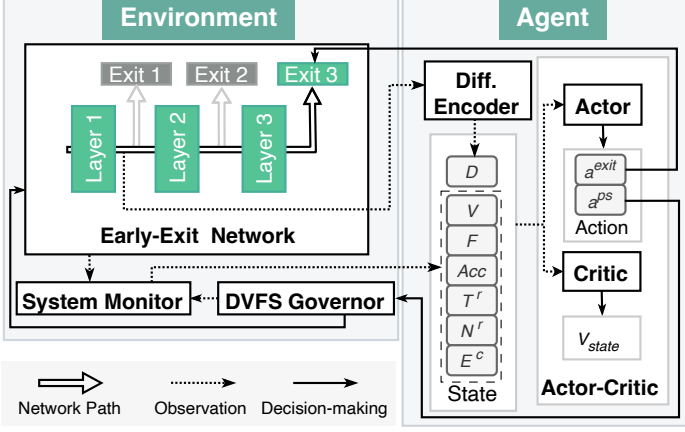 Environment
Agent
Exit 1
Exit 2
Exit 3
Layer 1
Layer 2
Layer 3
Early-Exit Network
System Monitor
DVFS Governor
Diff.
Encoder
D
V
F
Acc
T^r
N^r
E^c
State
Actor
a^exit
a^ps
Action
Critic
V_state
Actor-Critic
Network Path
Observation
Decision-making